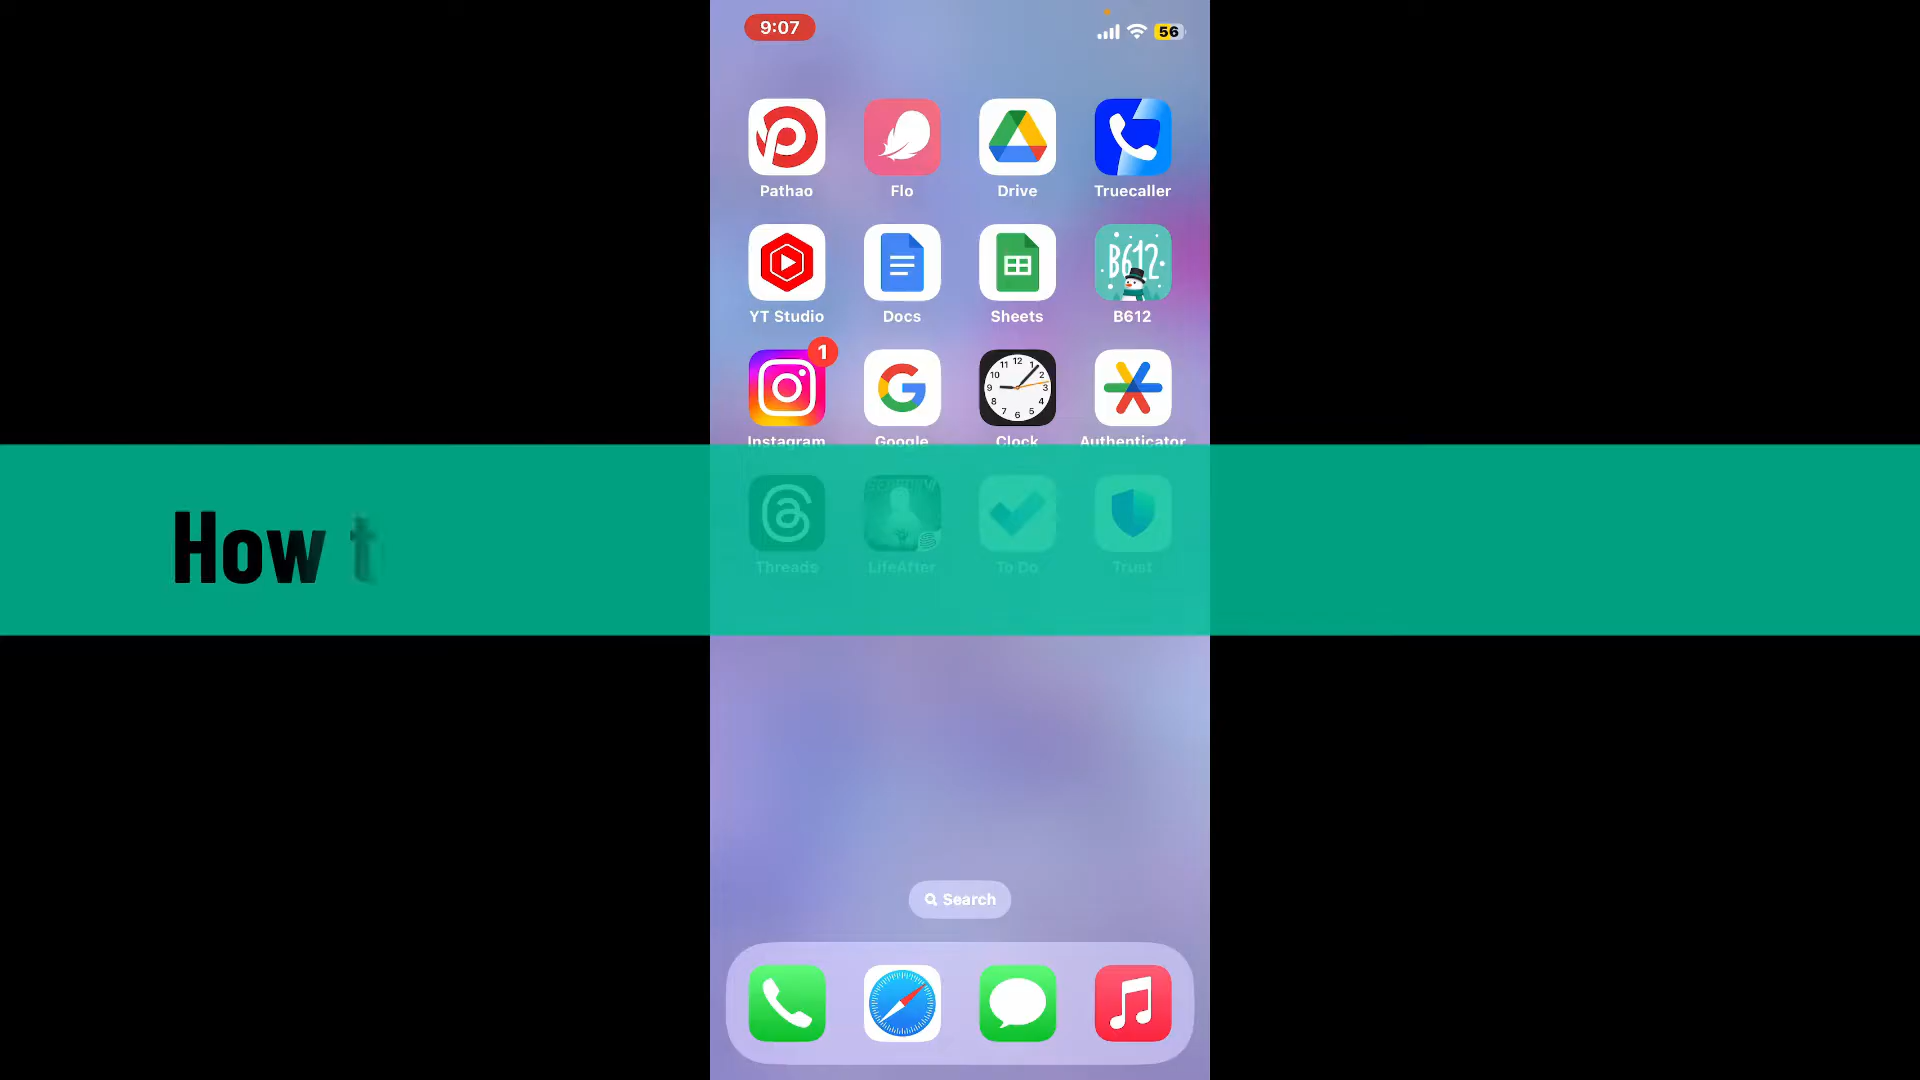 9:07
56
Pathao Flo Drive Truecaller
B612
YT Studio Docs Sheets B612
1
Instagram Google Clock Authenticator
How t
Threads LifeAfter To Do Trust
Search